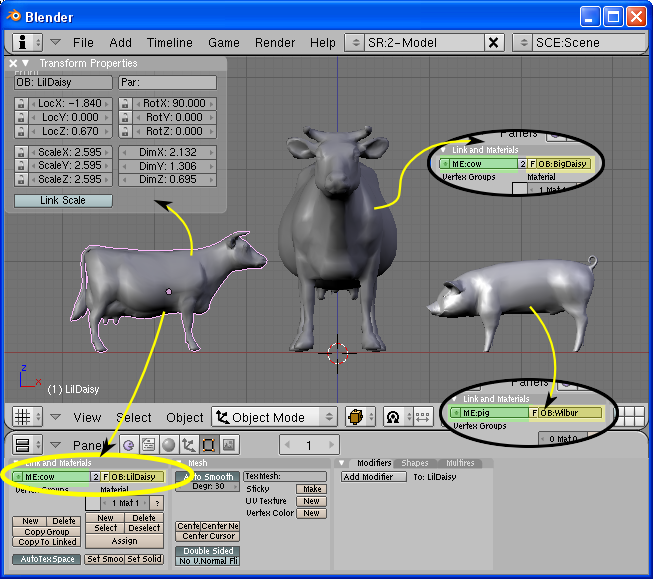 Blender
File Add Timeline Game Render Help SR:2-Model SCE:Scene
Transform Properties
OB: LilDaisy Par:
LocX: -1.840 RotX: 90.000
LocY: 0.000 RotY: 0.000
LocZ: 0.670 RotZ: 0.000
ScaleX: 2.595 DimX: 2.132
ScaleY: 2.595 DimY: 1.306
ScaleZ: 2.595 DimZ: 0.695
Link Scale
Panels
Link and Materials
ME:cow 2 F OB:BigDaisy
Vertex Groups Material
1 Mat 1
z
x
(1) LilDaisy
Link and Materials
ME:pig F OB:Wilbur
Vertex Groups
0 Mat 0
View Select Object Object Mode
Panel 1
Link and Materials
ME:cow 2 F OB:LilDaisy
Vertex Groups Material
1 Mat 1 ?
New Delete New Delete
Copy Group Select Deselect
Copy To Linked Assign
AutoTexSpace Set Smoo Set Solid
Mesh
Auto Smooth TexMesh:
Degr: 30 Sticky Make
UV Texture New
Vertex Color New
Cente Center Ne
Center Cursor
Double Sided
No V.Normal Fli
Modifiers Shapes Multires
Add Modifier To: LilDaisy